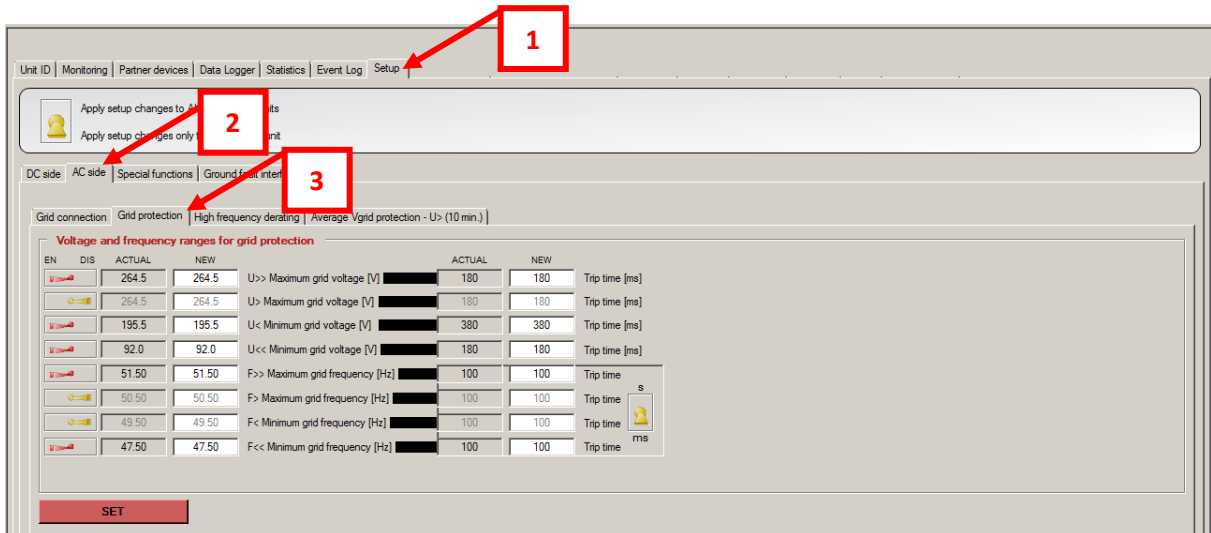 1
Unit ID Monitoring Partner devices Data Logger Statistics Event Log Setup
Apply setup changes to its
2
Apply setup changes only unit
DC side AC side Special functions Ground fault
3
Grid connection Grid protection High frequency derating Average Vgrid protection - U> (10 min.)
Voltage and frequency ranges for grid protection
EN DIS ACTUAL NEW ACTUAL NEW
264.5 264.5 U>> Maximum grid voltage [V] 180 180 Trip time [ms]
264.5 264.5 U> Maximum grid voltage [V] 180 180 Trip time [ms]
195.5 195.5 U< Minimum grid voltage [V] 380 380 Trip time [ms]
92.0 92.0 U<< Minimum grid voltage [V] 180 180 Trip time [ms]
51.50 51.50 F>> Maximum grid frequency [Hz] 100 100 Trip time
s
50.50 50.50 F> Maximum grid frequency [Hz] 100 100 Trip time
49.50 49.50 F< Minimum grid frequency [Hz] 100 100 Trip time
ms
47.50 47.50 F<< Minimum grid frequency [Hz] 100 100 Trip time
SET